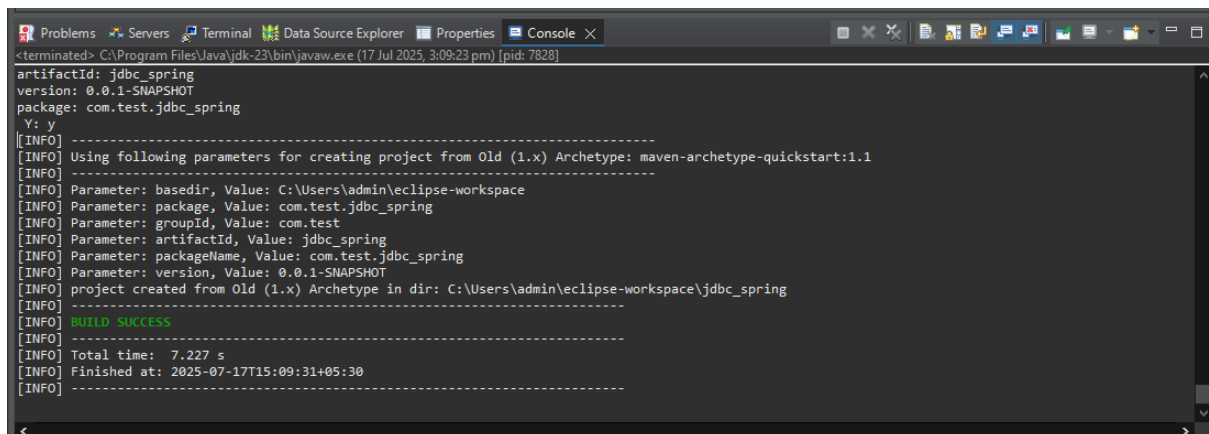 Problems Servers Terminal Data Source Explorer Properties Console
<terminated> C:\Program Files\Java\jdk-23\bin\javaw.exe (17 Jul 2025, 3:09:23 pm) [pid: 7828]
artifactId: jdbc_spring
version: 0.0.1-SNAPSHOT
package: com.test.jdbc_spring
Y: y
[INFO] ----------------------------------------------------------------------------
[INFO] Using following parameters for creating project from Old (1.x) Archetype: maven-archetype-quickstart:1.1
[INFO] ----------------------------------------------------------------------------
[INFO] Parameter: basedir, Value: C:\Users\admin\eclipse-workspace
[INFO] Parameter: package, Value: com.test.jdbc_spring
[INFO] Parameter: groupId, Value: com.test
[INFO] Parameter: artifactId, Value: jdbc_spring
[INFO] Parameter: packageName, Value: com.test.jdbc_spring
[INFO] Parameter: version, Value: 0.0.1-SNAPSHOT
[INFO] project created from Old (1.x) Archetype in dir: C:\Users\admin\eclipse-workspace\jdbc_spring
[INFO] ------------------------------------------------------------------------
[INFO] BUILD SUCCESS
[INFO] ------------------------------------------------------------------------
[INFO] Total time:  7.227 s
[INFO] Finished at: 2025-07-17T15:09:31+05:30
[INFO] ------------------------------------------------------------------------